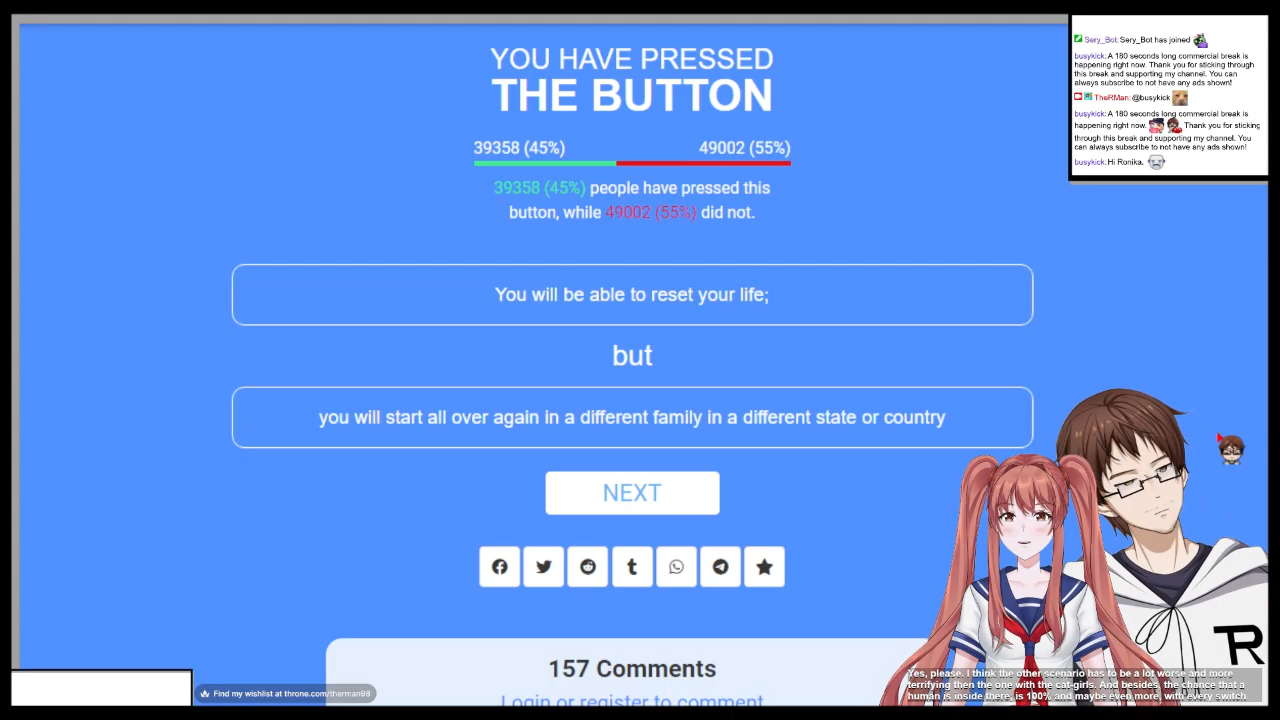 YOU HAVE PRESSED
THE BUTTON
39358 (45%) 49002 (55%)
39358 (45%) people have pressed this
button, while 49002 (55%) did not.
You will be able to reset your life;
but
you will start all over again in a different family in a different state or country
NEXT
157 Comments
Login or register to comment
Sery_Bot: Sery_Bot has joined
busykick: A 180 seconds long commercial break is
happening right now. Thank you for sticking through
this break and supporting my channel. You can
always subscribe to not have any ads shown!
TheRMan: @busykick
busykick: A 180 seconds long commercial break is
happening right now. Thank you for sticking
through this break and supporting my channel. You
can always subscribe to not have any ads shown!
busykick: Hi Ronika.
Find my wishlist at throne.com/therman98
TR
Yes, please. I think the other scenario has to be a lot worse and more
terrifying then the one with the cat-girls. And besides, the chance that a
human is inside there, is 100% and maybe even more, with every switch